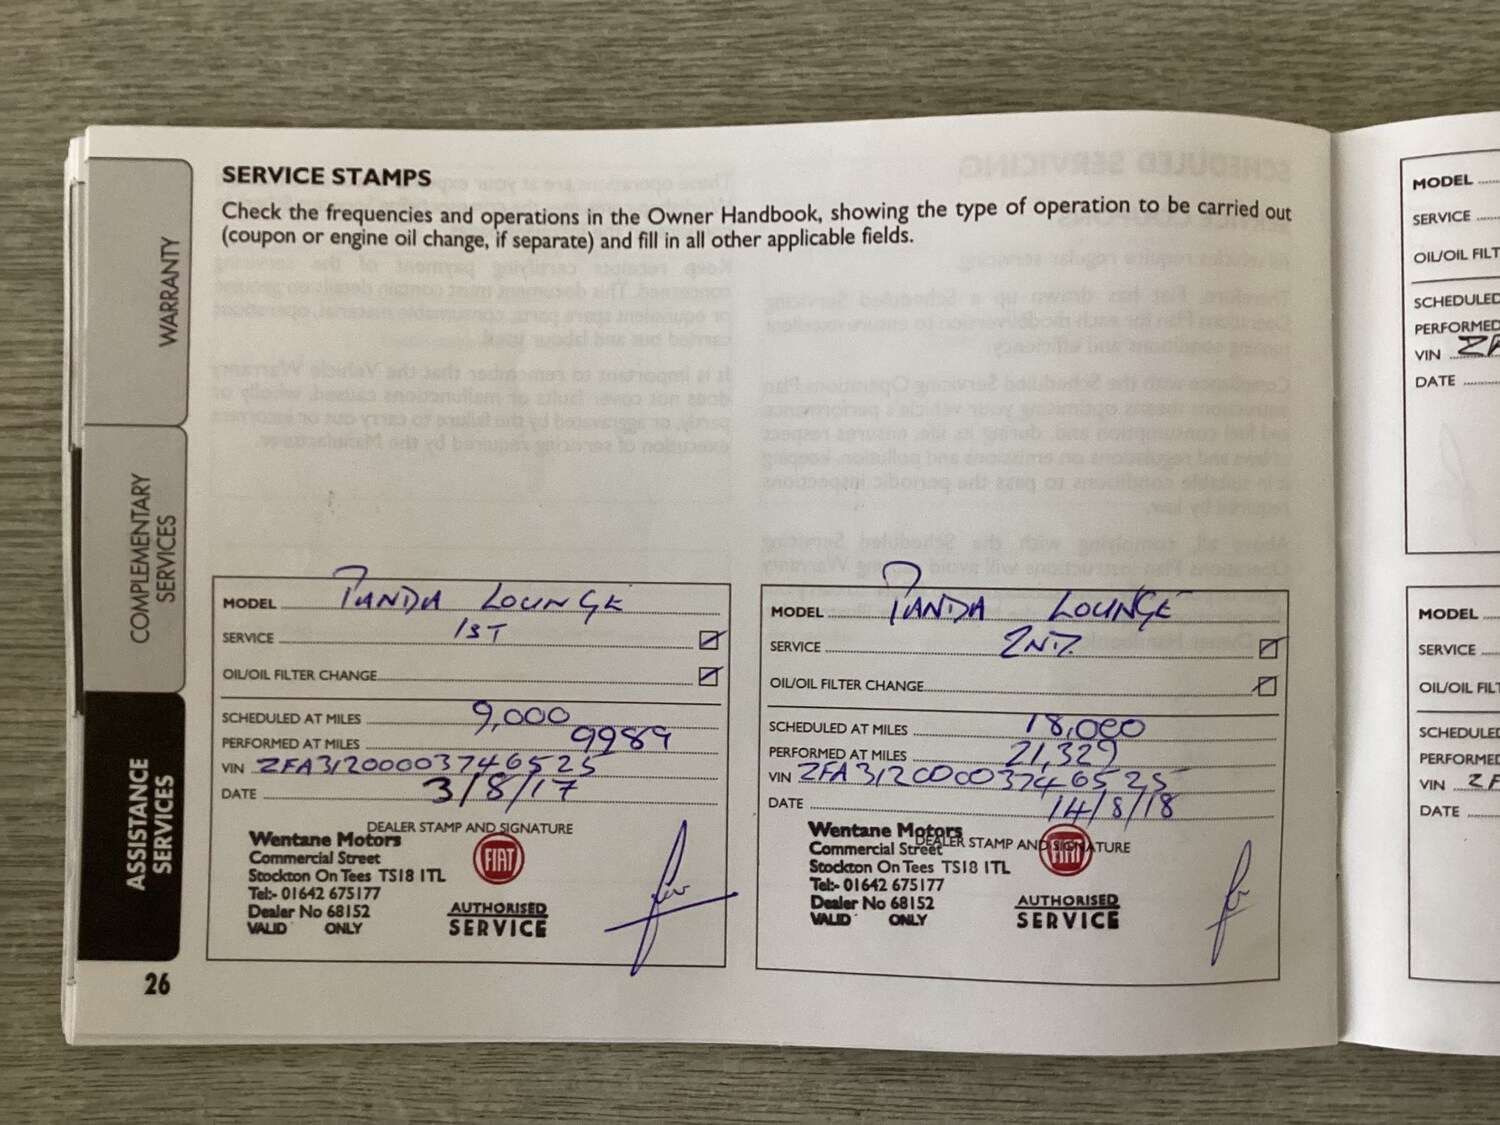 SERVICE STAMPS
Check the frequencies and operations in the Owner Handbook, showing the type of operation to be carried out
(coupon or engine oil change, if separate) and fill in all other applicable fields.
WARRANTY
COMPLEMENTARY
SERVICES
ASSISTANCE
SERVICES
26
MODEL PANDA LOUNGE
SERVICE 1ST
OIL/OIL FILTER CHANGE
SCHEDULED AT MILES 9,000
PERFORMED AT MILES 9989
VIN ZFA31200003746525
DATE 3/8/17
DEALER STAMP AND SIGNATURE
Wentane Motors
Commercial Street
Stockton On Tees TS18 1TL
Tel:- 01642 675177
Dealer No 68152
VALID ONLY
FIAT
AUTHORISED
SERVICE
MODEL PANDA LOUNGE
SERVICE 2ND
OIL/OIL FILTER CHANGE
SCHEDULED AT MILES 18,000
PERFORMED AT MILES 21,329
VIN ZFA31200003746525
DATE 14/8/18
DEALER STAMP AND SIGNATURE
Wentane Motors
Commercial Street
Stockton On Tees TS18 1TL
Tel:- 01642 675177
Dealer No 68152
VALID ONLY
FIAT
AUTHORISED
SERVICE
MODEL
SERVICE
OIL/OIL FILT
SCHEDULED
PERFORMED
VIN ZF
DATE
MODEL
SERVICE
OIL/OIL FILT
SCHEDULED
PERFORMED
VIN ZF
DATE